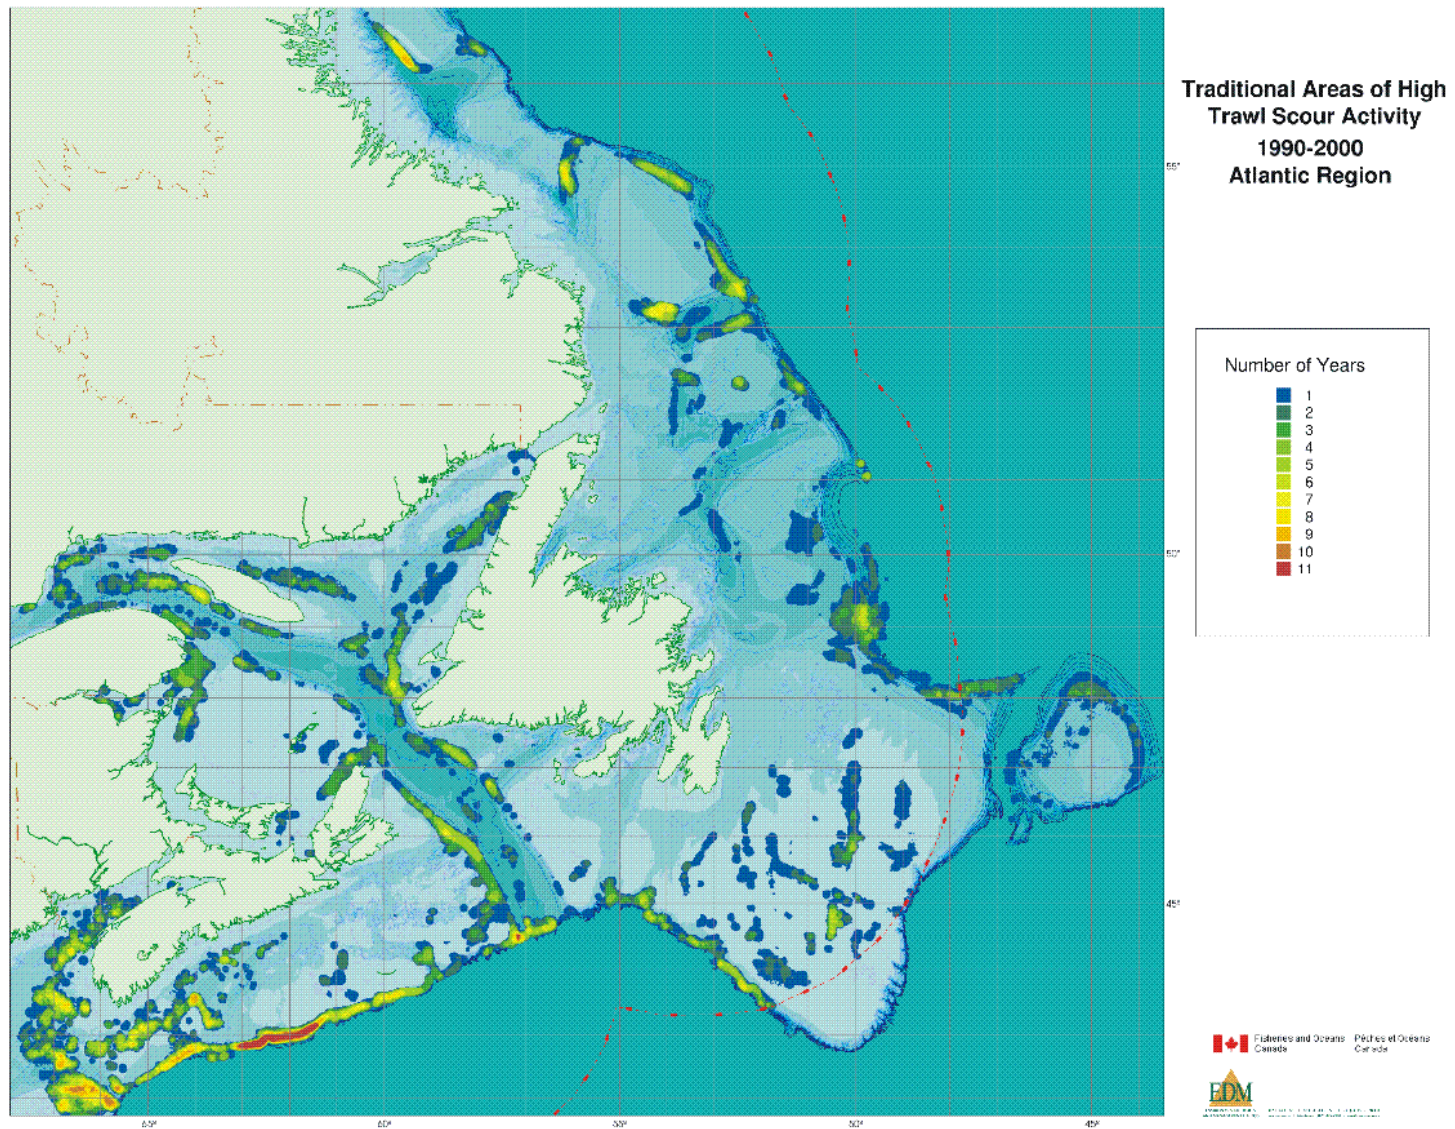 Traditional Areas of High
Trawl Scour Activity
1990-2000
Atlantic Region
55°
Number of Years
1
2
3
4
5
6
7
8
9
10
11
50°
45°
Fisheries and Oceans Pêches et Océans
Canada Canada
EDM
65° 60° 55° 50° 45°